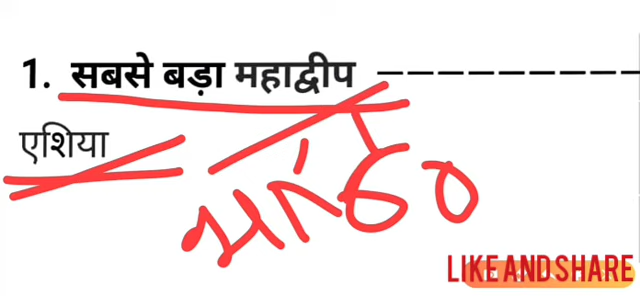 1. सबसे बड़ा महाद्वीप ----------
एशिया
LIKE AND SHARE